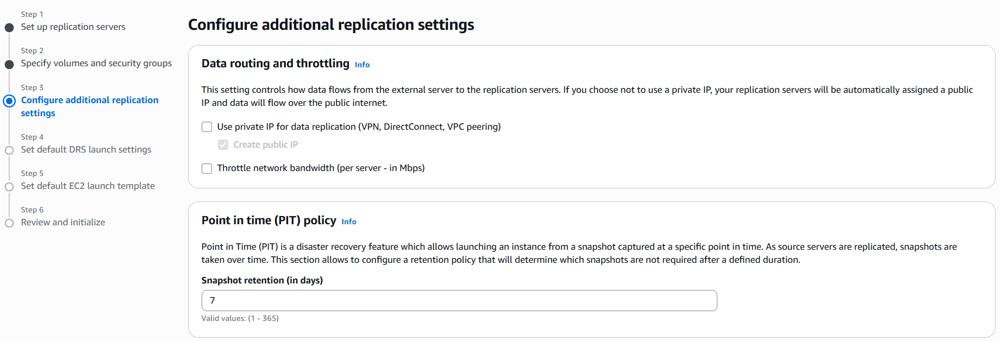 Step 1
Set up replication servers
Step 2
Specify volumes and security groups
Step 3
Configure additional replication
settings
Step 4
Set default DRS launch settings
Step 5
Set default EC2 launch template
Step 6
Review and initialize
Configure additional replication settings
Data routing and throttling Info
This setting controls how data flows from the external server to the replication servers. If you choose not to use a private IP, your replication servers will be automatically assigned a public
IP and data will flow over the public internet.
Use private IP for data replication (VPN, DirectConnect, VPC peering)
Create public IP
Throttle network bandwidth (per server - in Mbps)
Point in time (PIT) policy Info
Point in Time (PIT) is a disaster recovery feature which allows launching an instance from a snapshot captured at a specific point in time. As source servers are replicated, snapshots are
taken over time. This section allows to configure a retention policy that will determine which snapshots are not required after a defined duration.
Snapshot retention (in days)
7
Valid values: (1 - 365)